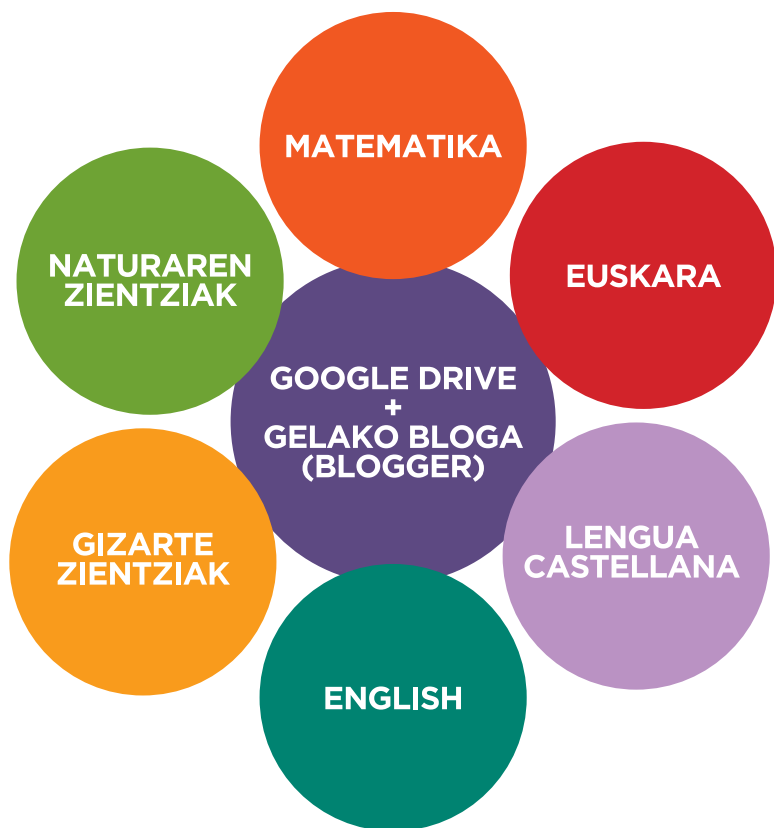 MATEMATIKA
NATURAREN
ZIENTZIAK
EUSKARA
GOOGLE DRIVE
+
GELAKO BLOGA
(BLOGGER)
GIZARTE
ZIENTZIAK
LENGUA
CASTELLANA
ENGLISH